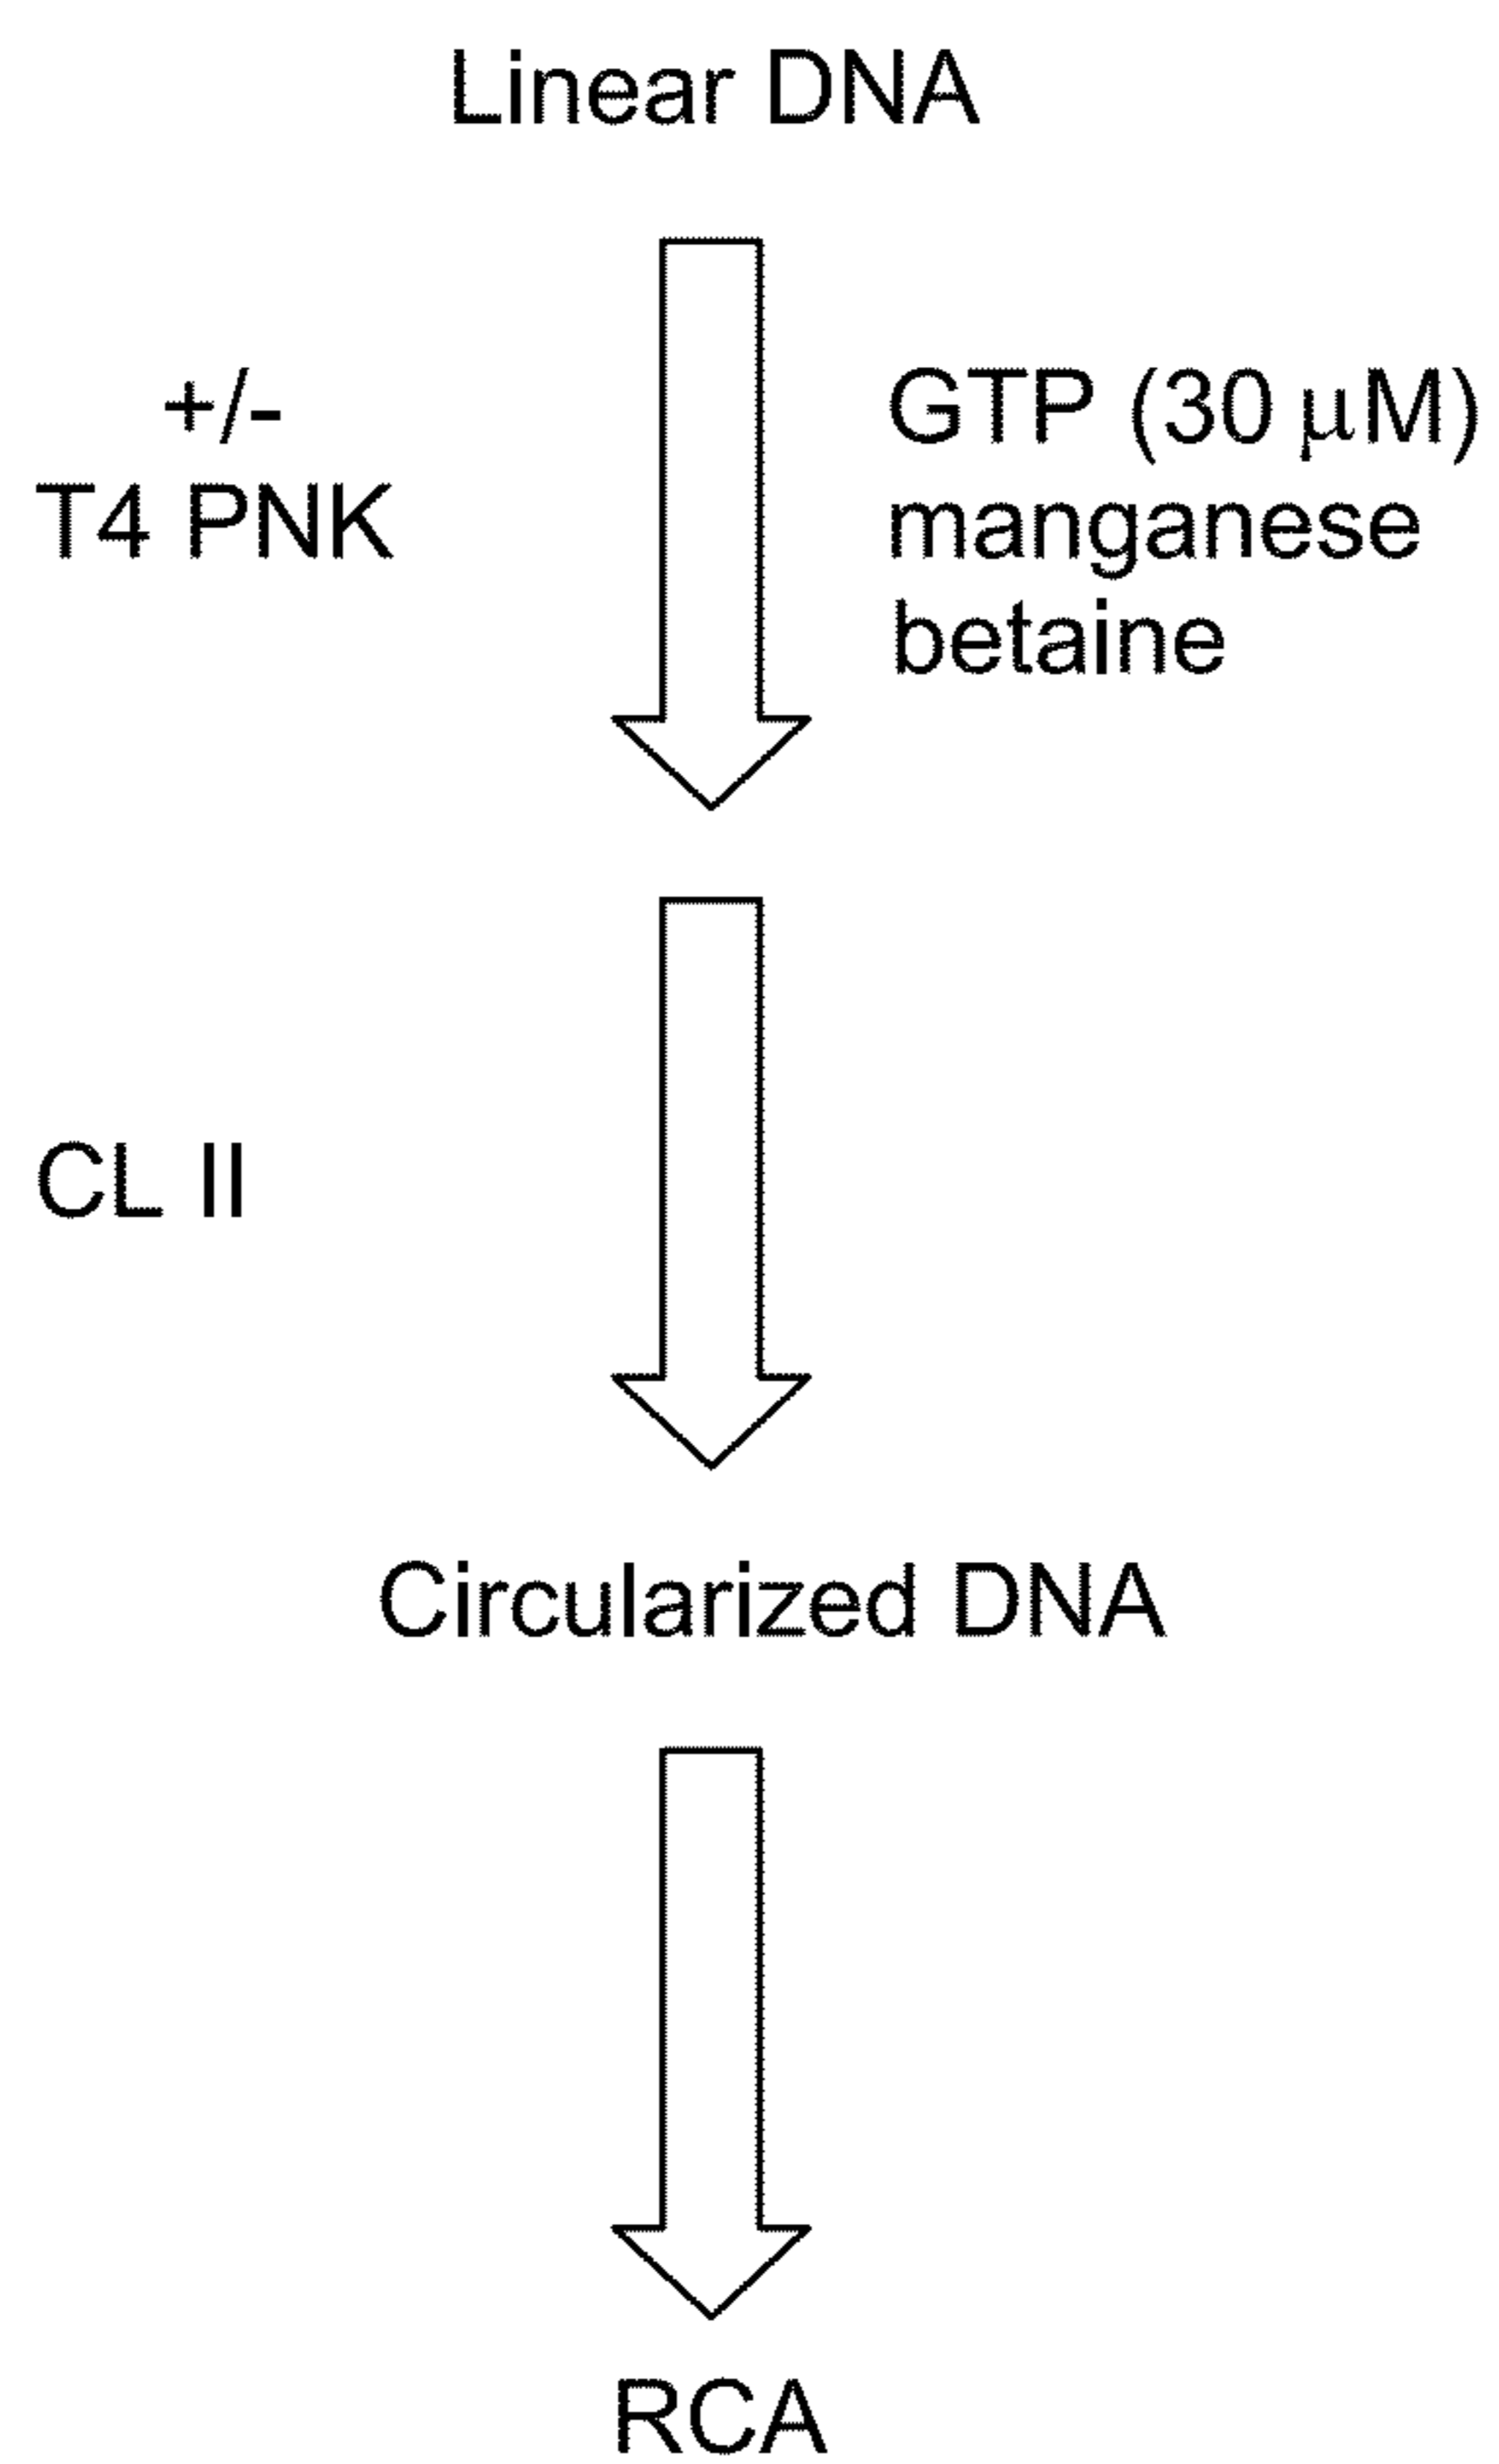 Linear DNA
+/-
T4 PNK
GTP (30 μM)
manganese
betaine
CL II
Circularized DNA
RCA